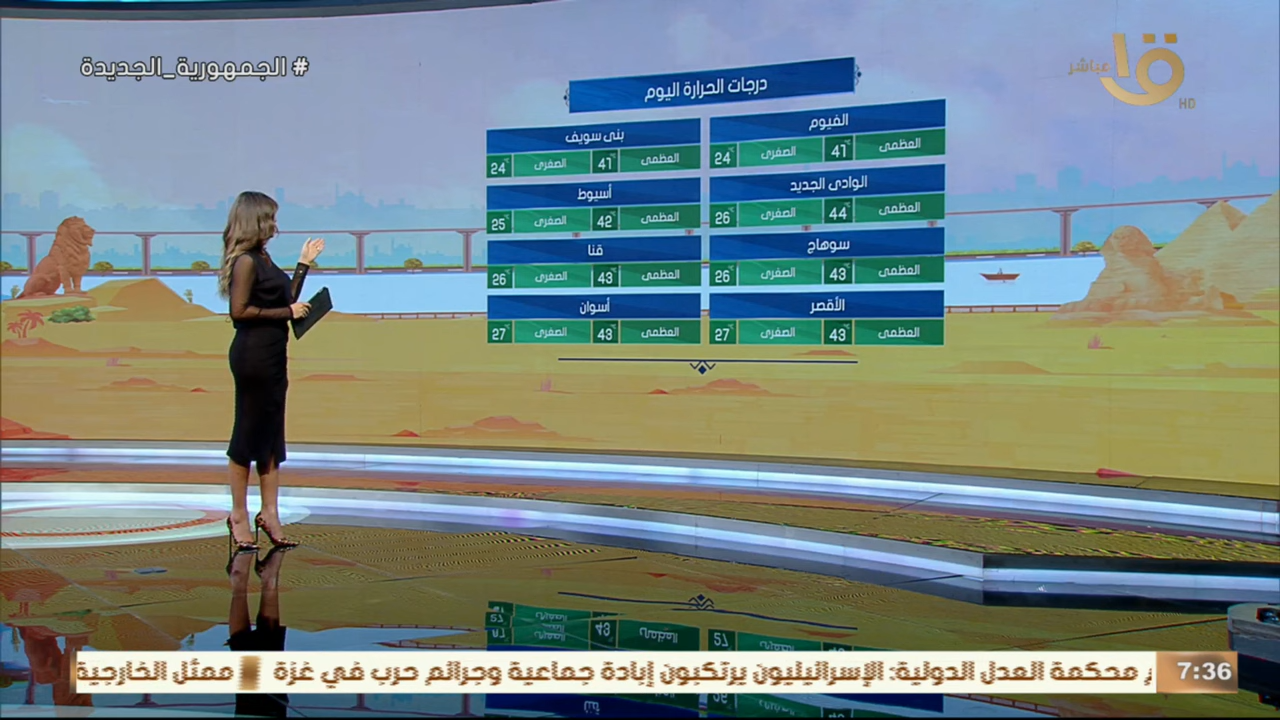 #الجمهورية_الجديدة
مباشر
HD
درجات الحرارة اليوم
الفيوم
العظمى 41°c الصغرى 24°c
بنى سويف
العظمى 41°c الصغرى 24°c
الوادى الجديد
العظمى 44°c الصغرى 26°c
أسيوط
العظمى 42°c الصغرى 25°c
سوهاج
العظمى 43°c الصغرى 26°c
قنا
العظمى 43°c الصغرى 26°c
الأقصر
العظمى 43°c الصغرى 27°c
أسوان
العظمى 43°c الصغرى 27°c
7:36
محكمة العدل الدولية: الإسرائيليون يرتكبون إبادة جماعية وجرائم حرب في غزة ممثل الخارجية